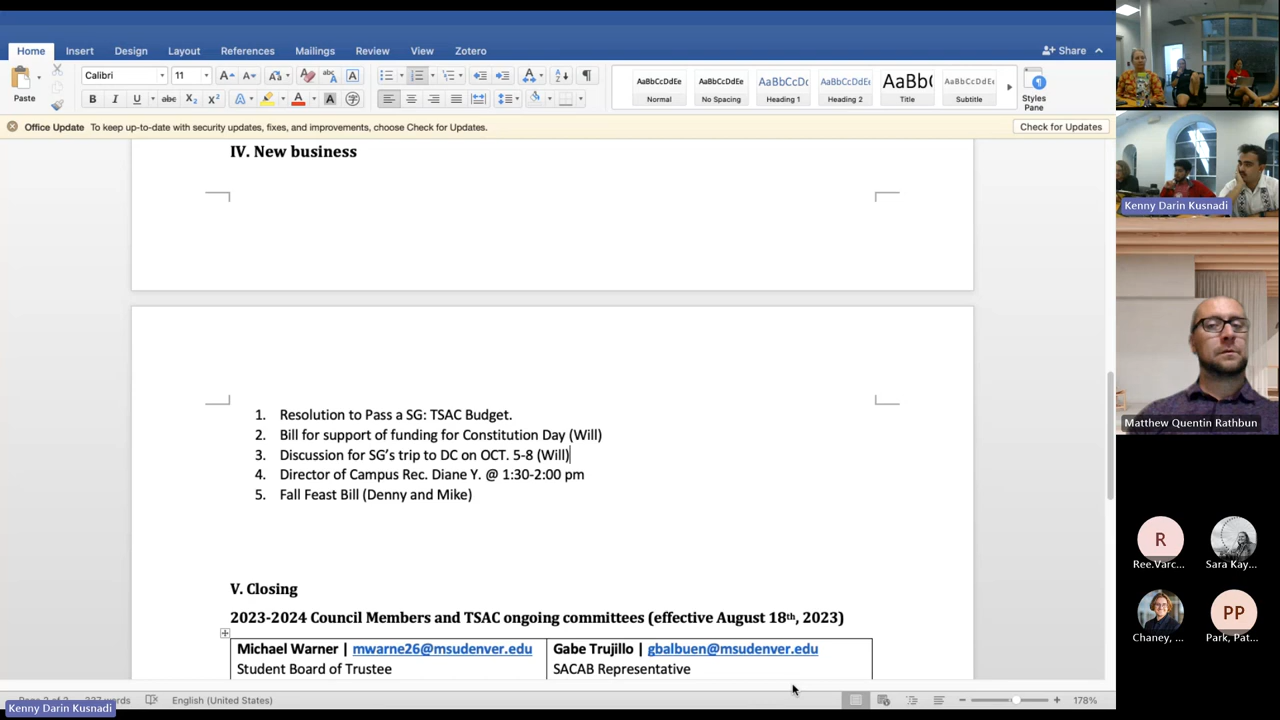 Home
Insert
Design
Layout
References
Mailings
Review
View
Zotero
Share
Paste
Calibri
11
AaBbCcDdEe
Normal
AaBbCcDdEe
No Spacing
AaBbCcDc
Heading 1
AaBbCcDdEe
Heading 2
AaBb(
Title
AaBbCcDdEe
Subtitle
Styles
Pane
Office Update To keep up-to-date with security updates, fixes, and improvements, choose Check for Updates.
Check for Updates
IV. New business
1. Resolution to Pass a SG: TSAC Budget.
2. Bill for support of funding for Constitution Day (Will)
3. Discussion for SG's trip to DC on OCT. 5-8 (Will)
4. Director of Campus Rec. Diane Y. @ 1:30-2:00 pm
5. Fall Feast Bill (Denny and Mike)
V. Closing
2023-2024 Council Members and TSAC ongoing committees (effective August 18th, 2023)
Michael Warner | mwarne26@msudenver.edu
Student Board of Trustee
Gabe Trujillo | gbalbuen@msudenver.edu
SACAB Representative
English (United States)
178%
Kenny Darin Kusnadi
Kenny Darin Kusnadi
Matthew Quentin Rathbun
R
Ree.Varc...
Sara Kay...
Chaney, ...
PP
Park, Pat...